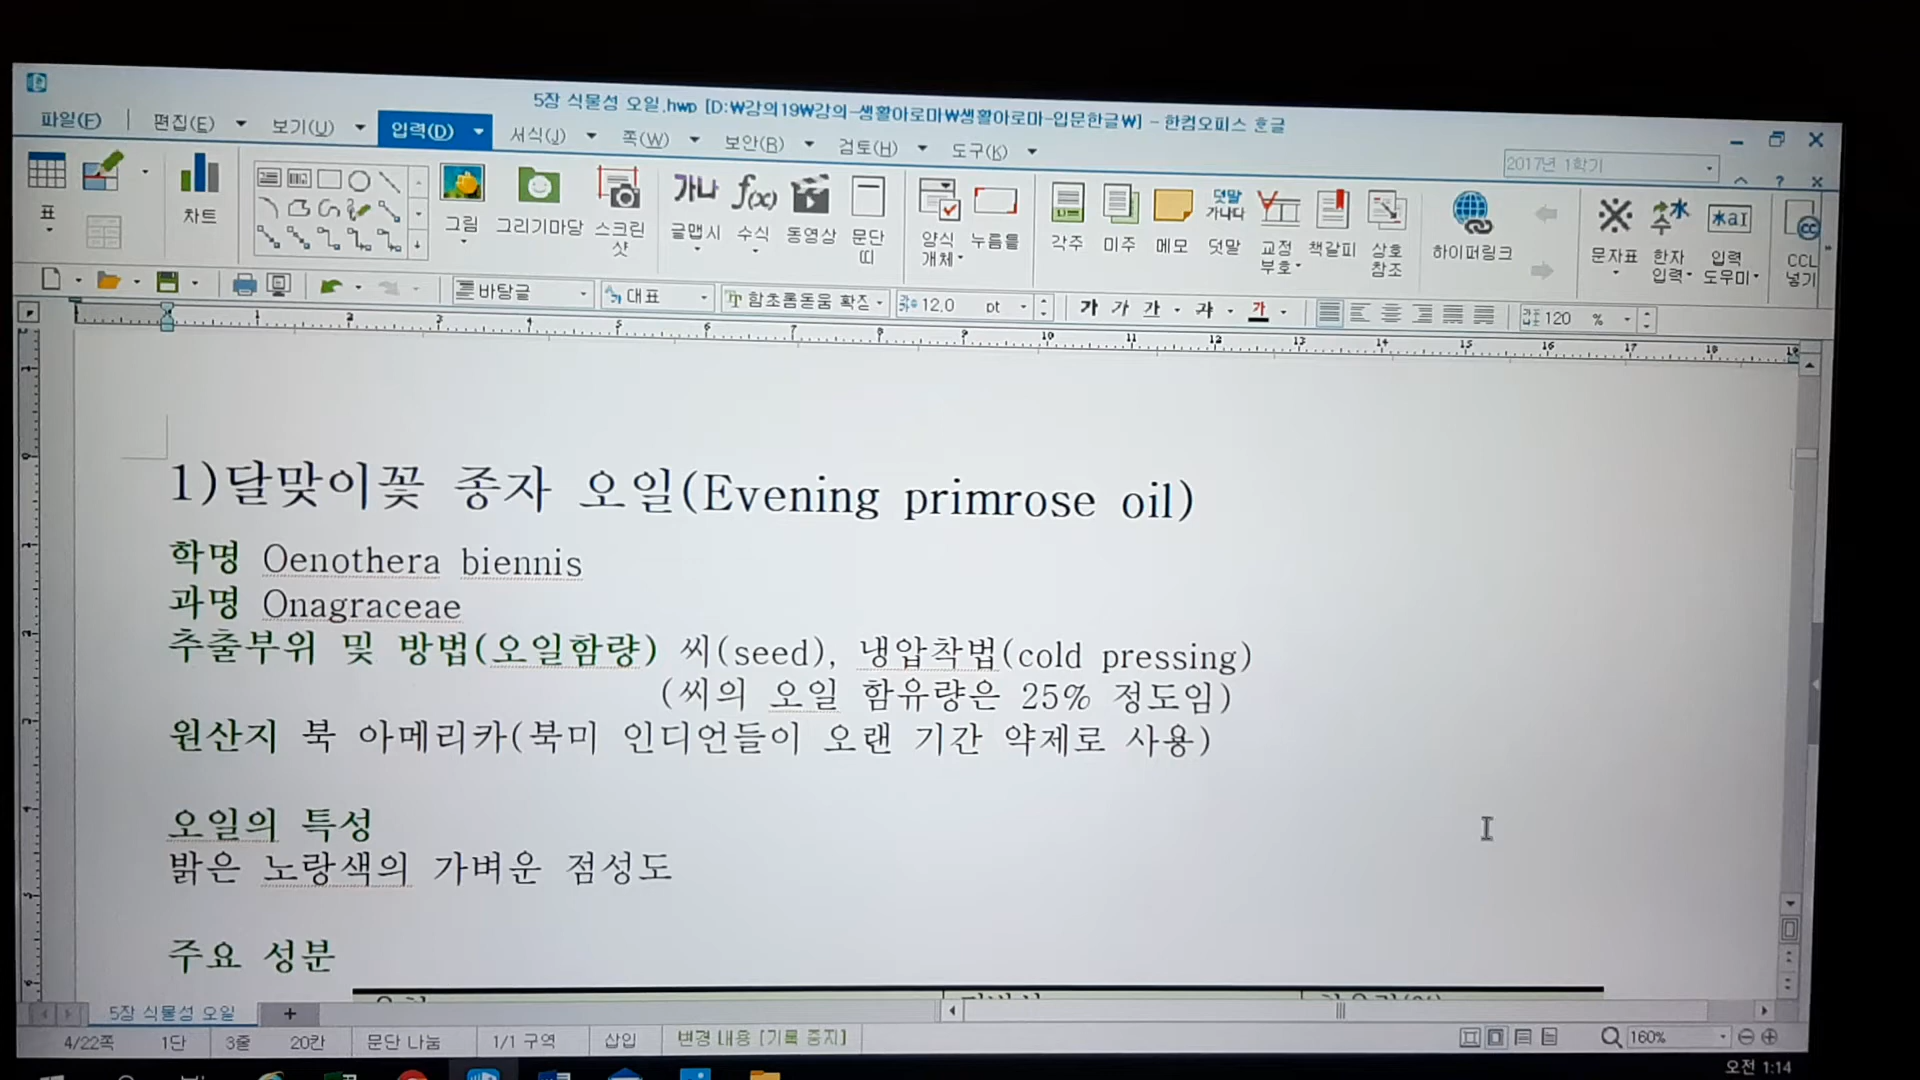 5장 식물성 오일.hwp [D:₩강의19₩강의-생활아로마₩생활아로마-입문한글₩] - 한컴오피스 한글
파일(F) 편집(E) 보기(U) 입력(D) 서식(J) 쪽(W) 보안(R) 검토(H) 도구(K)
2017년 1학기
표 차트 그림 그리기마당 스크린샷 글맵시 수식 동영상 문단 띠 양식 개체 누름틀 각주 미주 메모 덧말 교정 부호 책갈피 상호 참조 하이퍼링크 문자표 한자 입력 입력 도우미 CCL 넣기
바탕글 대표 함초롬돋움 확장 12.0 pt 가 가 가 가 가 120 %
1)달맞이꽃 종자 오일(Evening primrose oil)
학명 Oenothera biennis
과명 Onagraceae
추출부위 및 방법(오일함량) 씨(seed), 냉압착법(cold pressing)
(씨의 오일 함유량은 25% 정도임)
원산지 북 아메리카(북미 인디언들이 오랜 기간 약제로 사용)
오일의 특성
밝은 노랑색의 가벼운 점성도
주요 성분
5장 식물성 오일
4/22쪽 1단 3줄 20칸 문단 나눔 1/1 구역 삽입 변경 내용 [기록 중지] 160%
오전 1:14